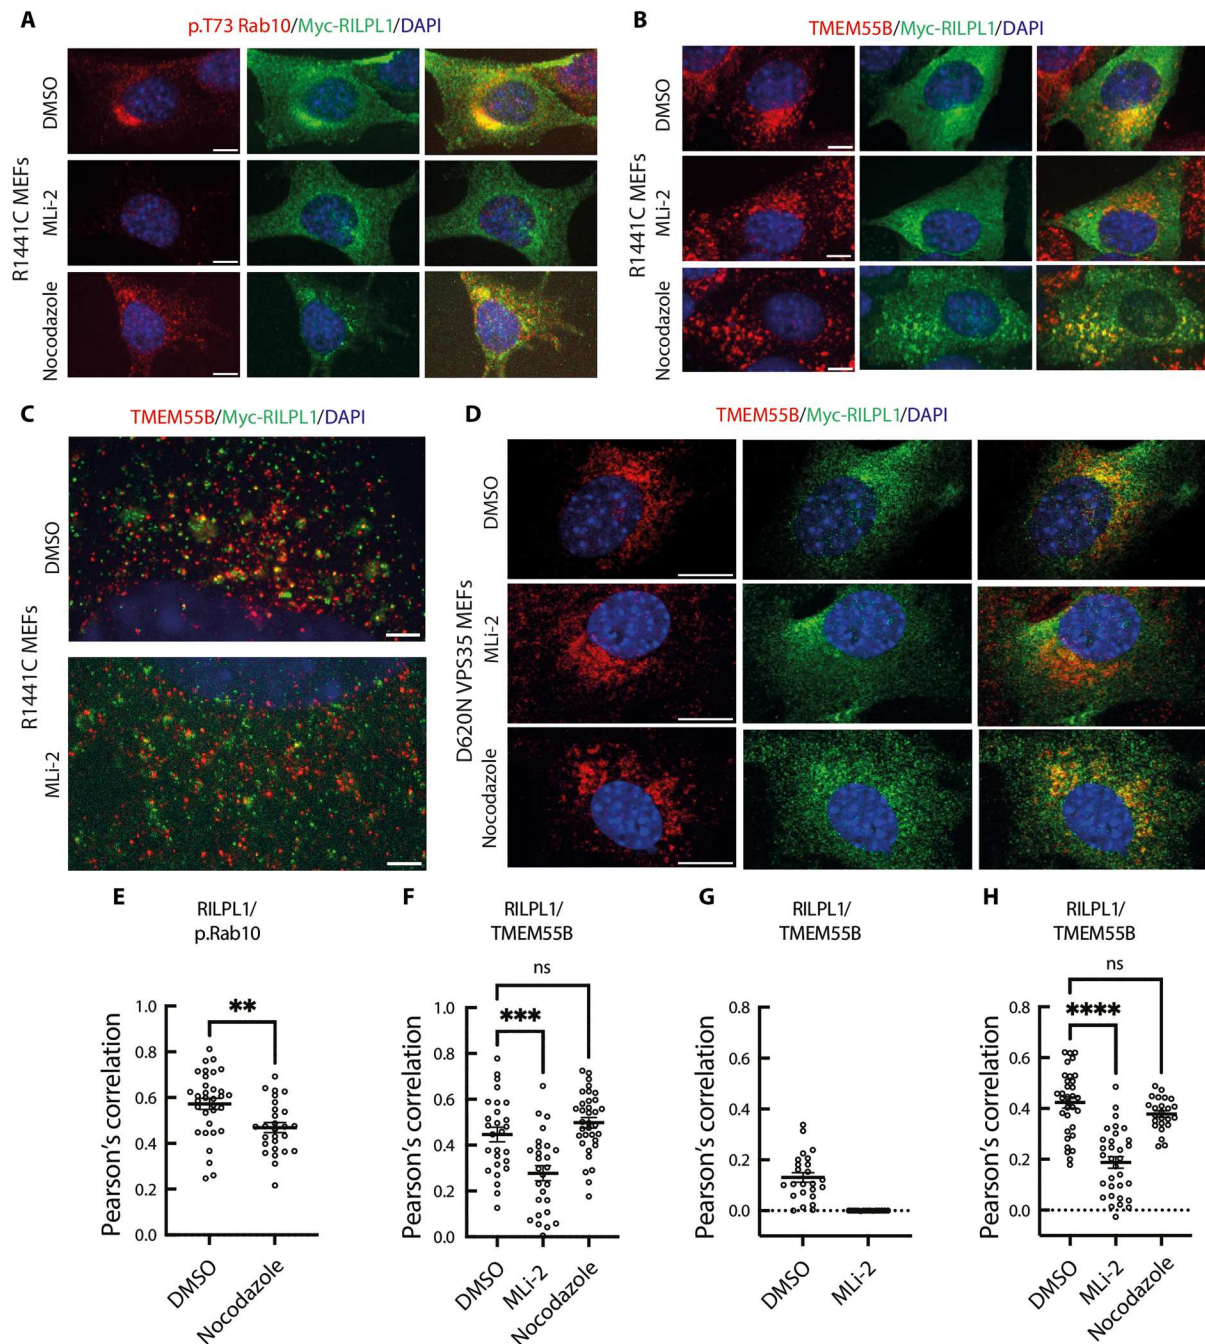 A
p.T73 Rab10/Myc-RILPL1/DAPI
R1441C MEFs
DMSO
MLi-2
Nocodazole
B
TMEM55B/Myc-RILPL1/DAPI
R1441C MEFs
DMSO
MLi-2
Nocodazole
C
TMEM55B/Myc-RILPL1/DAPI
R1441C MEFs
DMSO
MLi-2
D
TMEM55B/Myc-RILPL1/DAPI
D620N VPS35 MEFs
DMSO
MLi-2
Nocodazole
E
RILPL1/
p.Rab10
Pearson's correlation
1.0
0.8
0.6
0.4
0.2
0.0
**
DMSO
Nocodazole
F
RILPL1/
TMEM55B
Pearson's correlation
1.0
0.8
0.6
0.4
0.2
0.0
ns
***
DMSO
MLi-2
Nocodazole
G
RILPL1/
TMEM55B
Pearson's correlation
0.8
0.6
0.4
0.2
0.0
DMSO
MLi-2
H
RILPL1/
TMEM55B
Pearson's correlation
0.8
0.6
0.4
0.2
0.0
ns
****
DMSO
MLi-2
Nocodazole